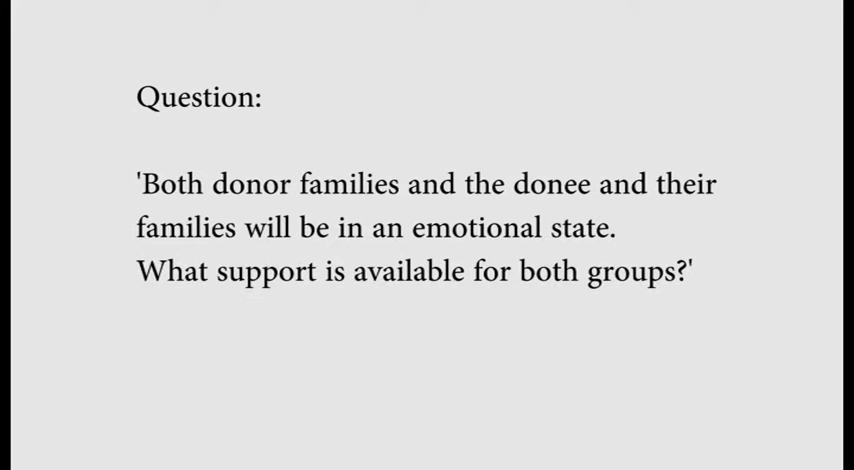 Question:
'Both donor families and the donee and their
families will be in an emotional state.
What support is available for both groups?'